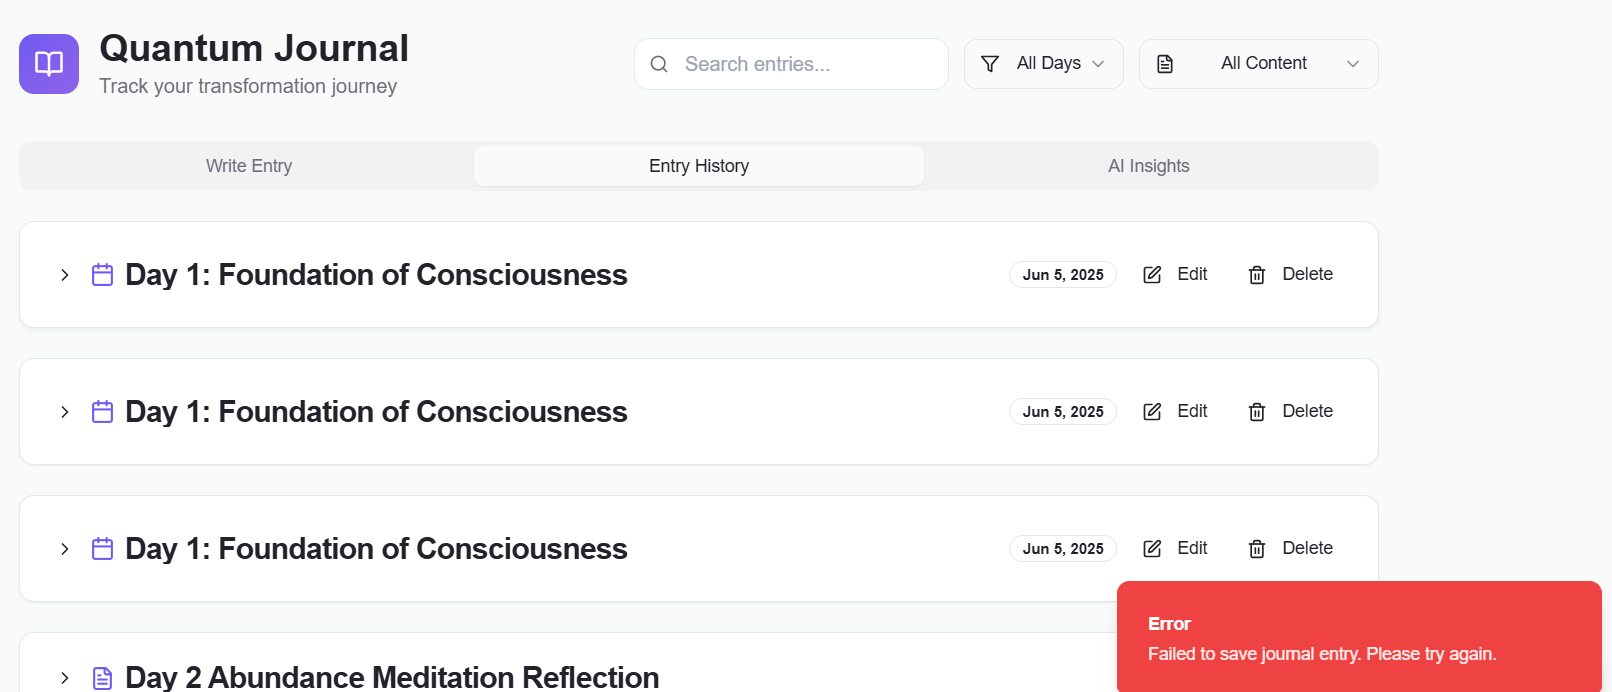 Quantum Journal
Track your transformation journey
Search entries...
All Days
All Content
Write Entry
Entry History
AI Insights
Day 1: Foundation of Consciousness
Jun 5, 2025
Edit
Delete
Day 1: Foundation of Consciousness
Jun 5, 2025
Edit
Delete
Day 1: Foundation of Consciousness
Jun 5, 2025
Edit
Delete
Day 2 Abundance Meditation Reflection
Error
Failed to save journal entry. Please try again.